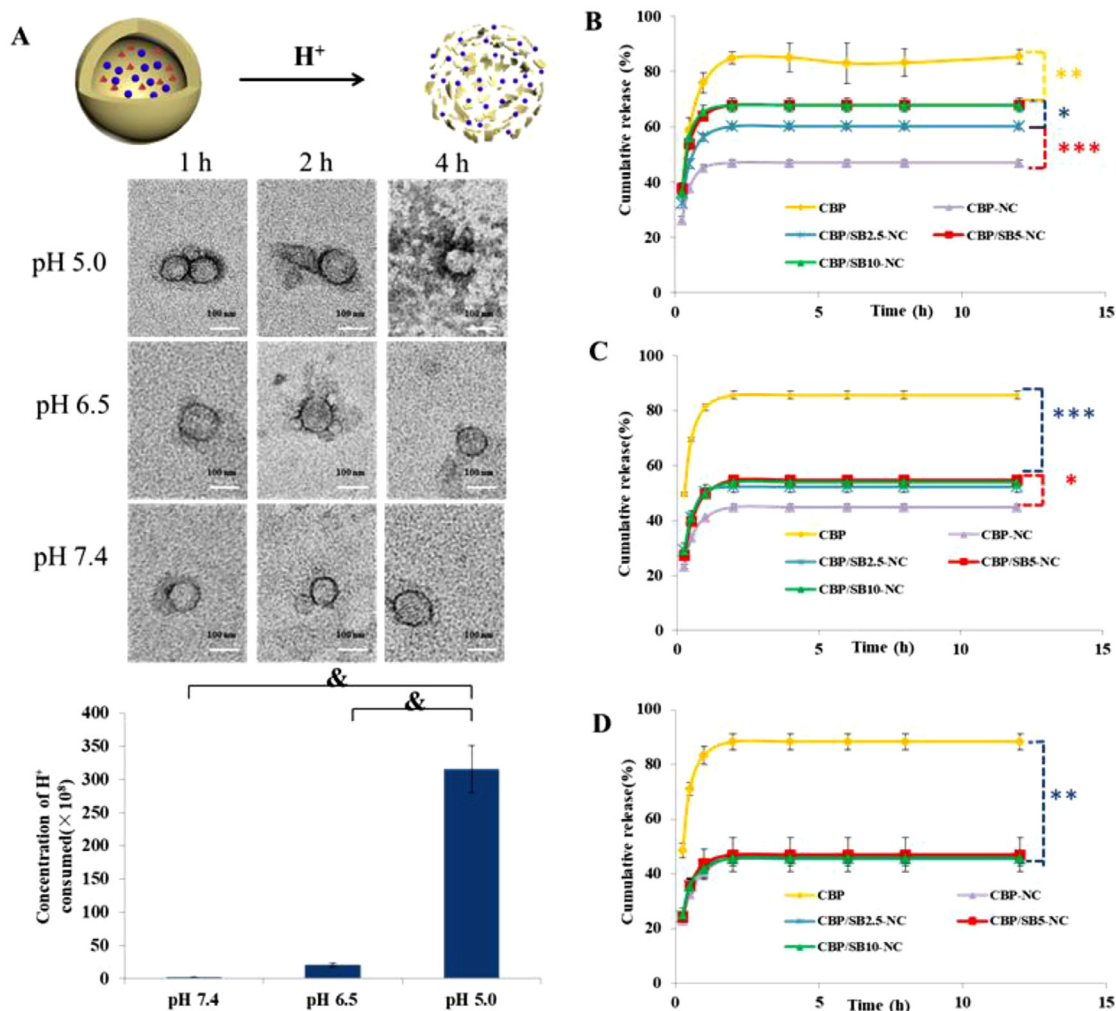 A
H+
1 h
2 h
4 h
pH 5.0
100 nm
100 nm
100 nm
pH 6.5
100 nm
100 nm
100 nm
pH 7.4
100 nm
100 nm
100 nm
&
&
400
350
300
250
200
150
100
50
0
Concentration of H+
consumed(×10⁸)
pH 7.4
pH 6.5
pH 5.0
B
100
80
60
40
20
0
Cumulative release (%)
CBP
CBP-NC
CBP/SB2.5-NC
CBP/SB5-NC
CBP/SB10-NC
**
*
***
0
5
10
15
Time (h)
C
100
80
60
40
20
0
Cumulative release(%)
CBP
CBP-NC
CBP/SB2.5-NC
CBP/SB5-NC
CBP/SB10-NC
***
*
0
5
10
15
Time (h)
D
100
80
60
40
20
0
Cumulative release(%)
CBP
CBP-NC
CBP/SB2.5-NC
CBP/SB5-NC
CBP/SB10-NC
**
0
5
10
15
Time (h)